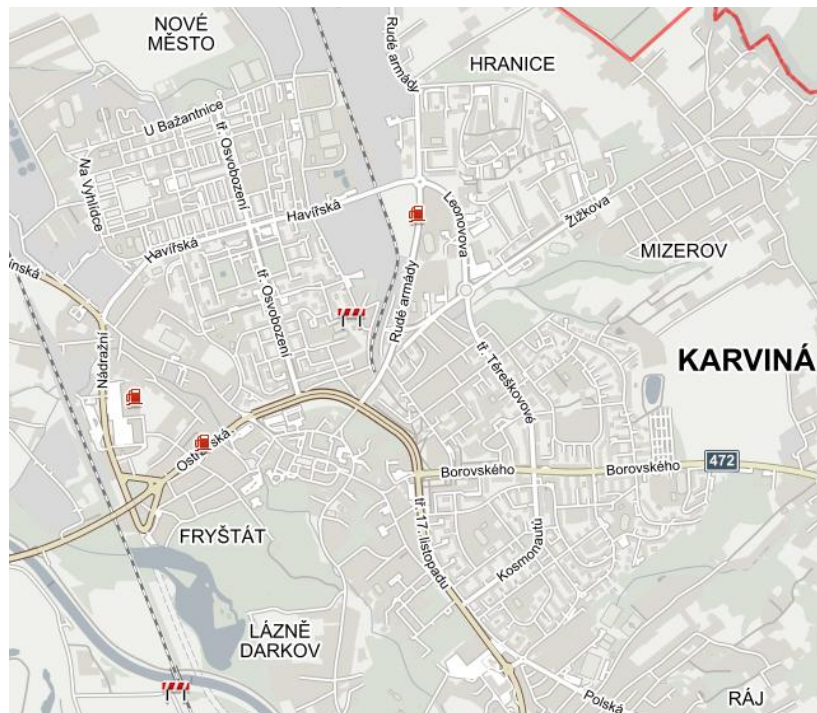 NOVÉ
MĚSTO
Rudé armády
HRANICE
U Bažantnice
tř. Osvobození
Na Vyhlídce
Havířská
Leonovova
Žižkova
Havířská
MIZEROV
tř. Osvobození
Rudé armády
Nádražní
tř. Těreškovové
KARVINÁ
Borovského
Borovského
472
FRYŠTÁT
tř. 17. listopadu
Kosmonautů
LÁZNĚ
DARKOV
Polská
RÁJ